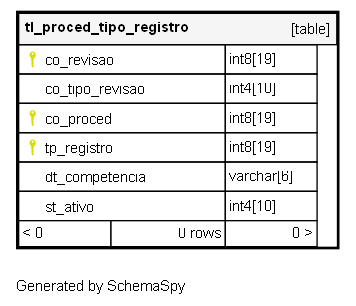 tl_proced_tipo_registro [table]
co_revisao int8[19]
co_tipo_revisao int4[10]
co_proced int8[19]
tp_registro int8[19]
dt_competencia varchar[6]
st_ativo int4[10]
< 0 0 rows 0 >
Generated by SchemaSpy